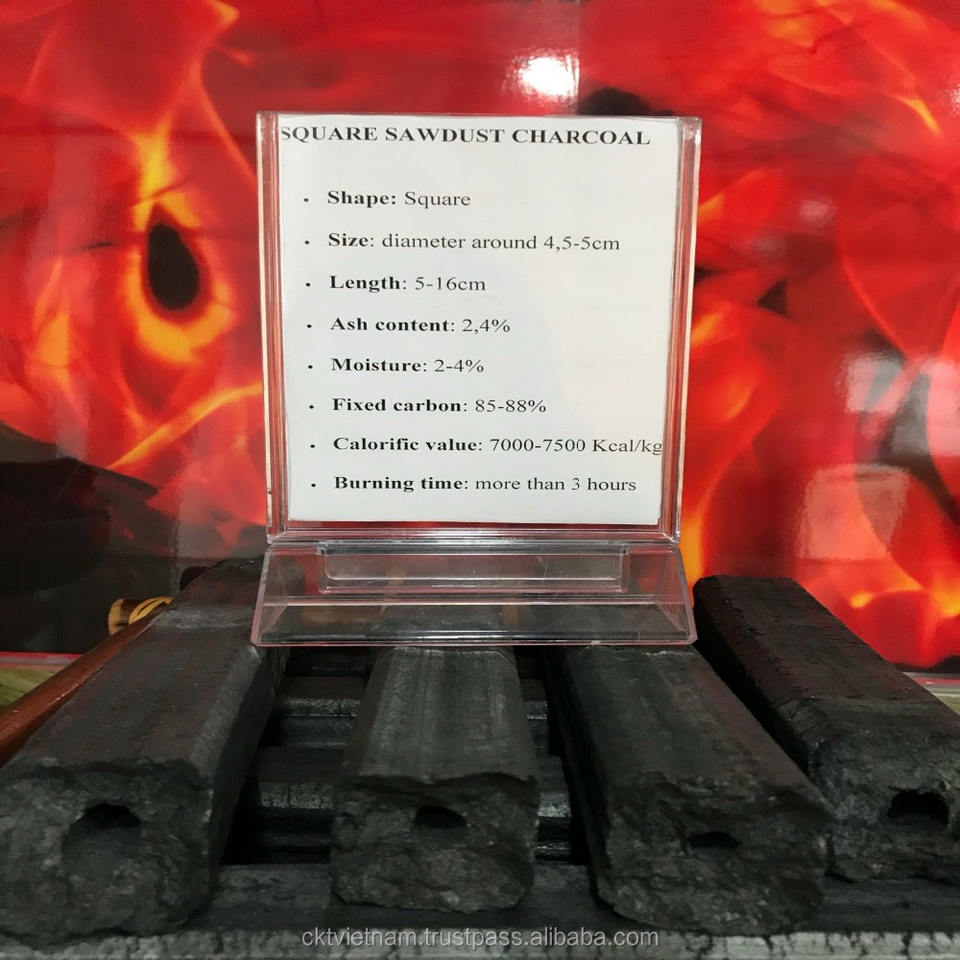 SQUARE SAWDUST CHARCOAL
• Shape: Square
• Size: diameter around 4,5-5cm
• Length: 5-16cm
• Ash content: 2,4%
• Moisture: 2-4%
• Fixed carbon: 85-88%
• Calorific value: 7000-7500 Kcal/kg
• Burning time: more than 3 hours
cktvietnam.trustpass.alibaba.com